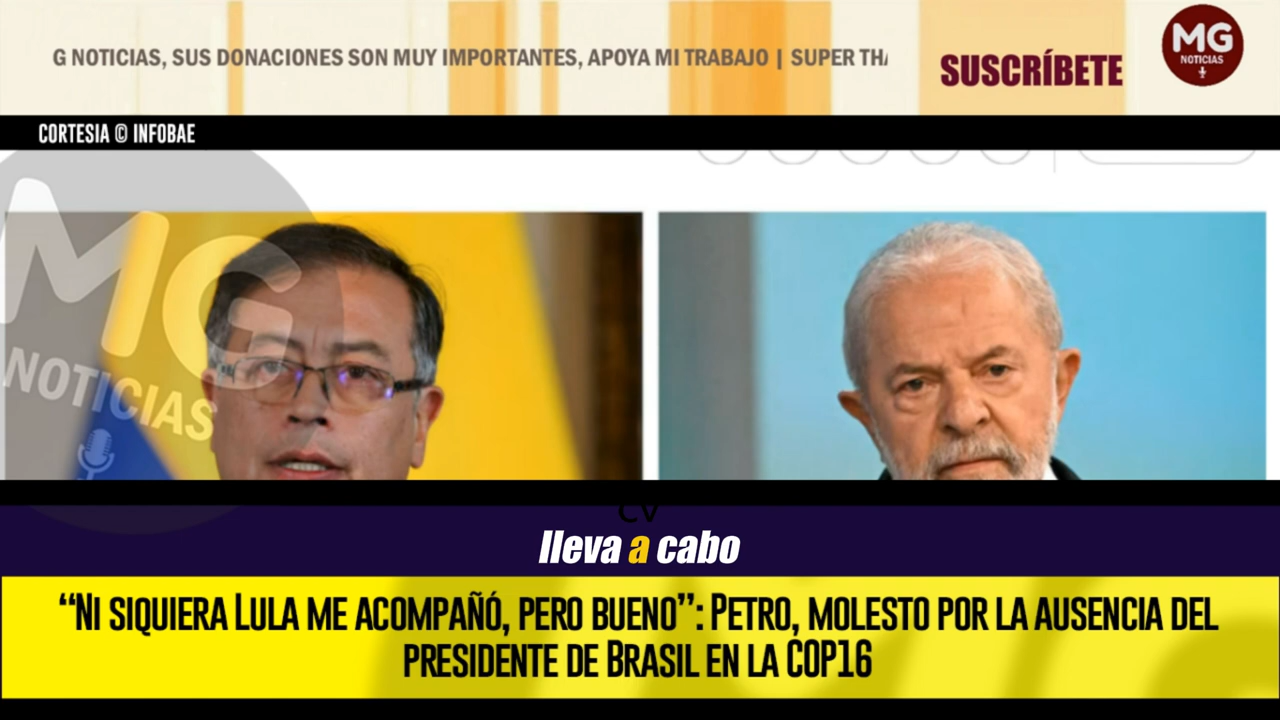 G NOTICIAS, SUS DONACIONES SON MUY IMPORTANTES, APOYA MI TRABAJO | SUPER THA
SUSCRÍBETE
MG
NOTICIAS
CORTESIA © INFOBAE
MG
NOTICIAS
lleva a cabo
“NI SIQUIERA LULA ME ACOMPAÑÓ, PERO BUENO”: PETRO, MOLESTO POR LA AUSENCIA DEL
PRESIDENTE DE BRASIL EN LA COP16